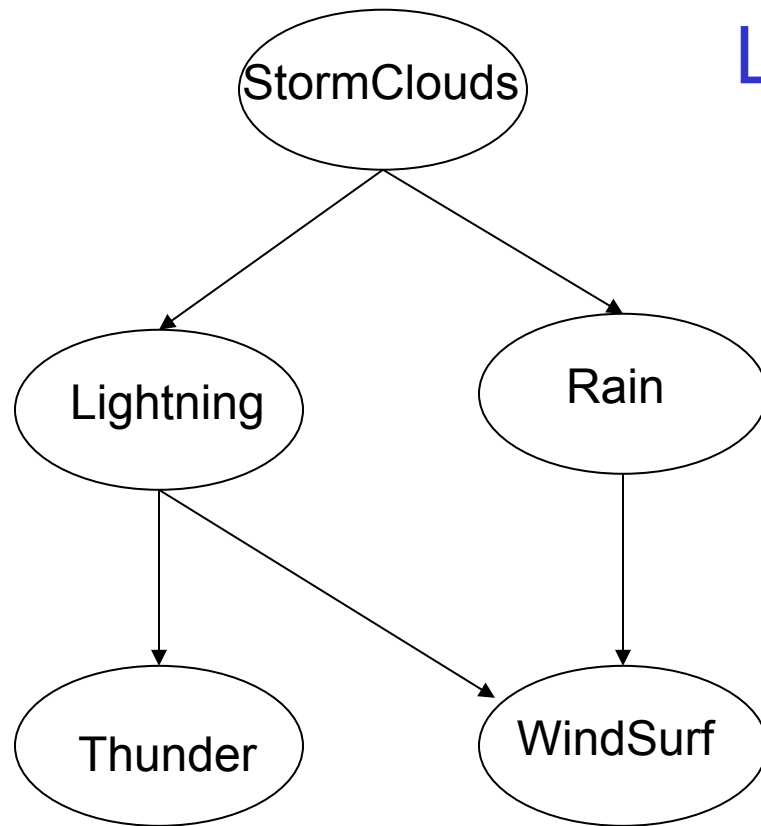 L
StormClouds
Lightning
Rain
Thunder
WindSurf